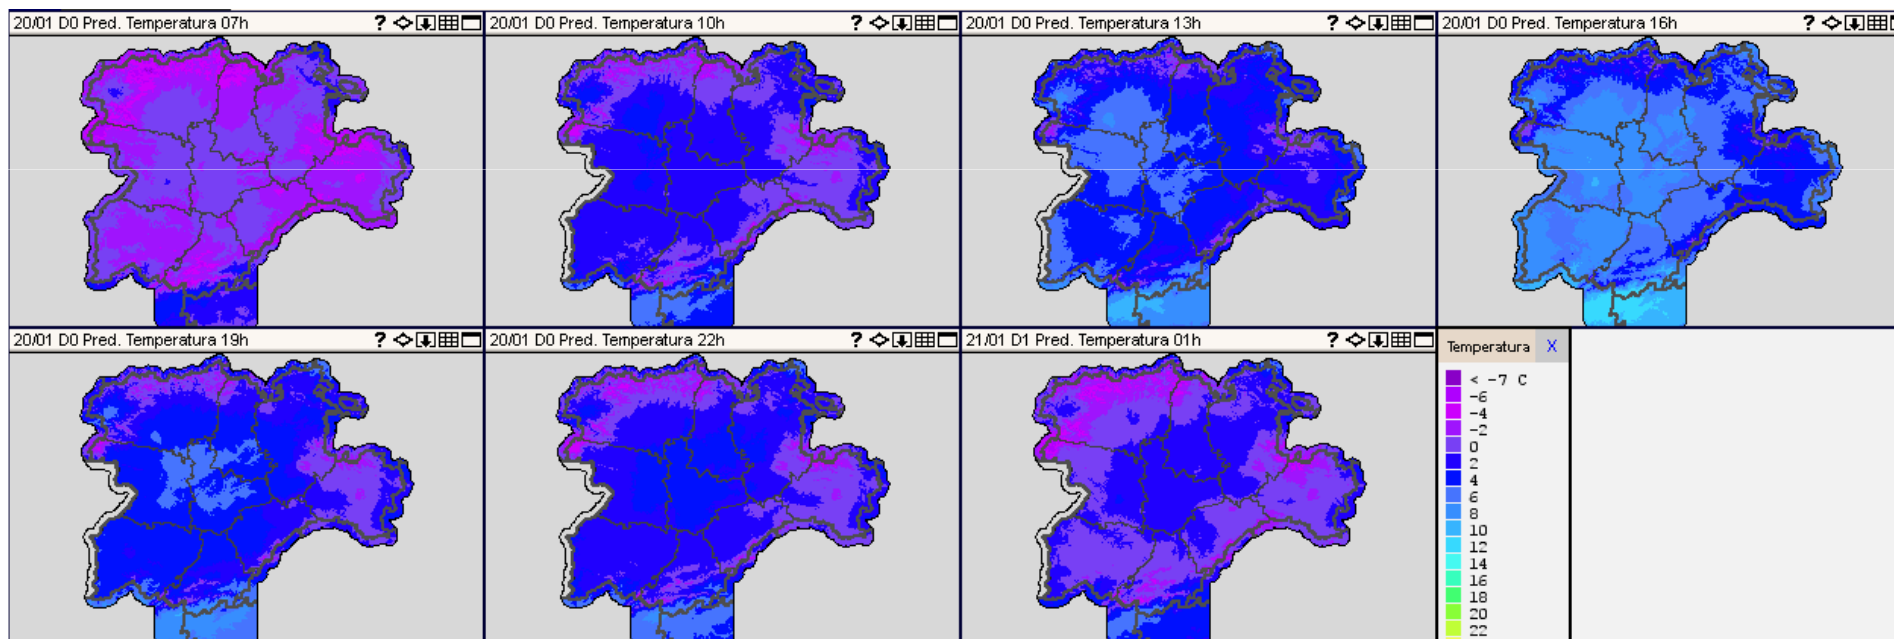 20/01 D0 Pred. Temperatura 07h ?
20/01 D0 Pred. Temperatura 10h ?
20/01 D0 Pred. Temperatura 13h ?
20/01 D0 Pred. Temperatura 16h ?
20/01 D0 Pred. Temperatura 19h ?
20/01 D0 Pred. Temperatura 22h ?
21/01 D1 Pred. Temperatura 01h ?
Temperatura X
< -7 C
-6
-4
-2
0
2
4
6
8
10
12
14
16
18
20
22